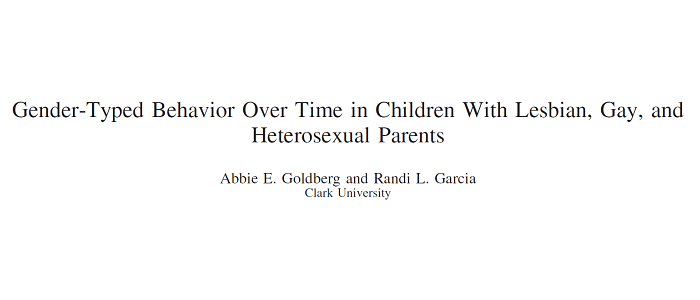 Gender-Typed Behavior Over Time in Children With Lesbian, Gay, and
Heterosexual Parents
Abbie E. Goldberg and Randi L. Garcia
Clark University